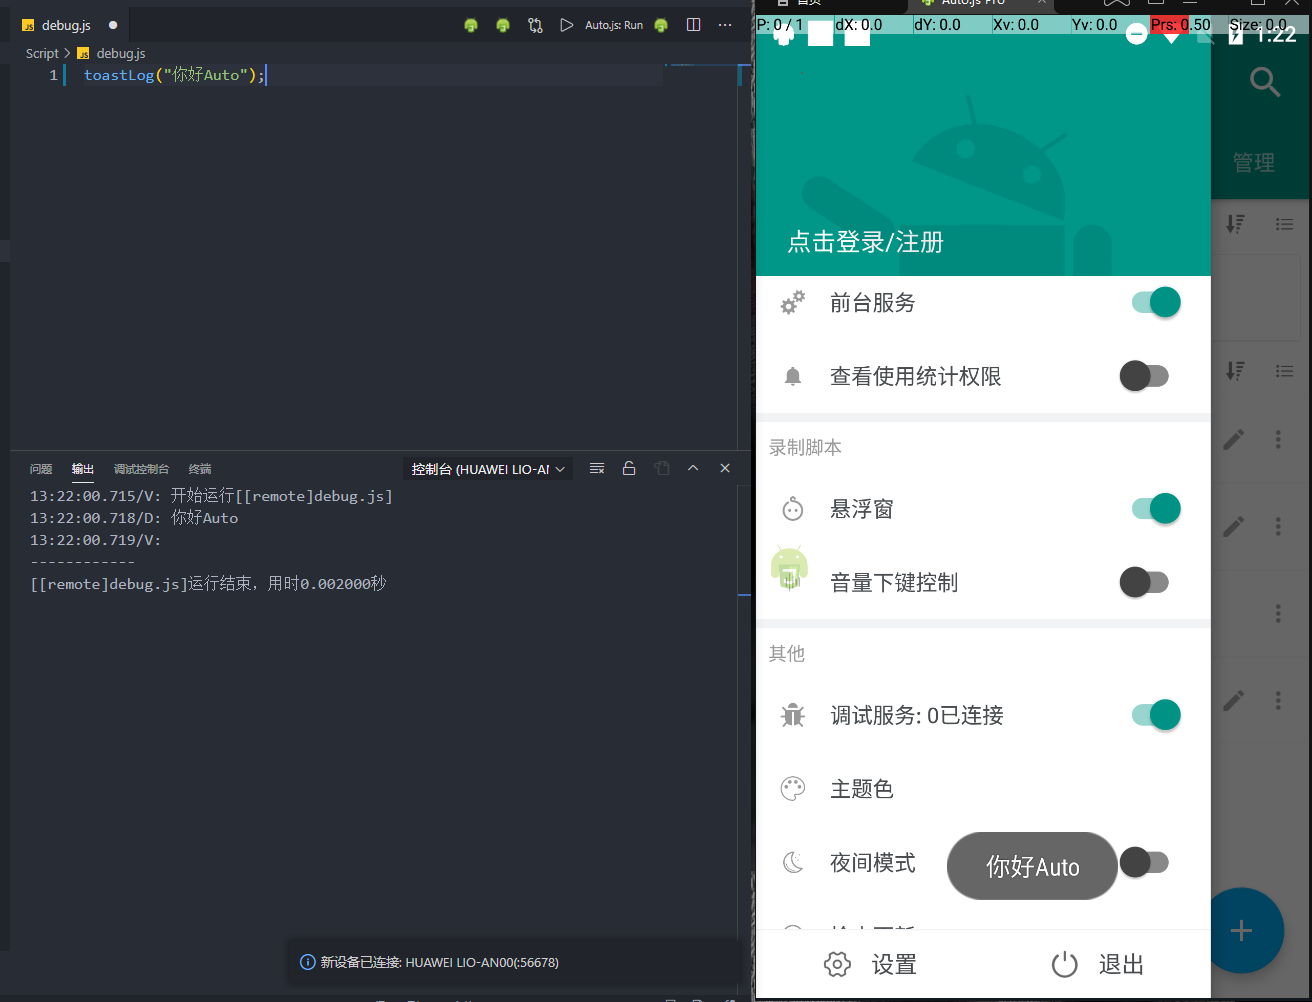 debug.js
Auto.js: Run
Script > debug.js
1 toastLog("你好Auto");
问题 输出 调试控制台 终端
控制台 (HUAWEI LIO-AN
13:22:00.715/V: 开始运行[[remote]debug.js]
13:22:00.718/D: 你好Auto
13:22:00.719/V:
------------
[[remote]debug.js]运行结束，用时0.002000秒
新设备已连接: HUAWEI LIO-AN00(:56678)
首页
Auto.js Pro
P: 0 / 1 dX: 0.0 dY: 0.0 Xv: 0.0 Yv: 0.0 Prs: 0.50 Size: 0.0
1:22
管理
点击登录/注册
前台服务
查看使用统计权限
录制脚本
悬浮窗
音量下键控制
其他
调试服务: 0已连接
主题色
夜间模式
你好Auto
设置
退出